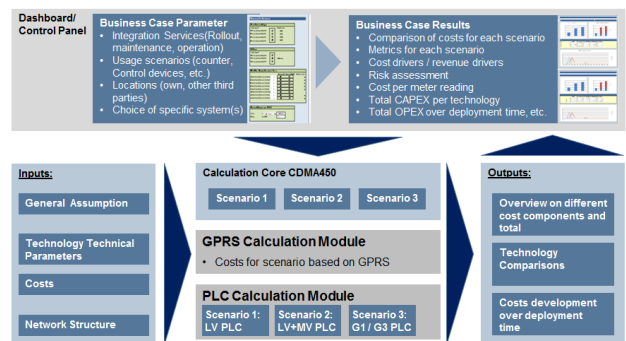 Dashboard/
Control Panel
Business Case Parameter
• Integration Services(Rollout,
maintenance, operation)
• Usage scenarios (counter,
Control devices, etc.)
• Locations (own, other third
parties)
• Choice of specific system(s)
Business Case Results
• Comparison of costs for each scenario
• Metrics for each scenario
• Cost drivers / revenue drivers
• Risk assessment
• Cost per meter reading
• Total CAPEX per technology
• Total OPEX over deployment time, etc.
Inputs:
General Assumption
Technology Technical
Parameters
Costs
Network Structure
Calculation Core CDMA450
Scenario 1
Scenario 2
Scenario 3
GPRS Calculation Module
• Costs for scenario based on GPRS
PLC Calculation Module
Scenario 1:
LV PLC
Scenario 2:
LV+MV PLC
Scenario 3:
G1 / G3 PLC
Outputs:
Overview on different
cost components and
total
Technology
Comparisons
Costs development
over deployment
time